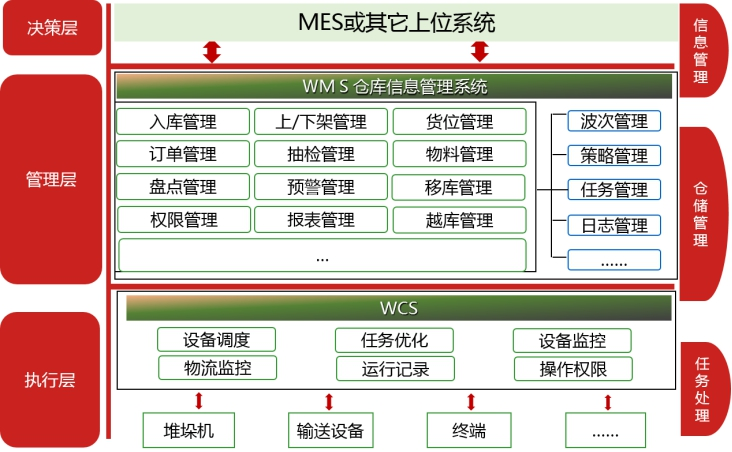 决策层
MES或其它上位系统
信息管理
管理层
WM S 仓库信息管理系统
入库管理
上/下架管理
货位管理
订单管理
抽检管理
物料管理
盘点管理
预警管理
移库管理
权限管理
报表管理
越库管理
...
波次管理
策略管理
任务管理
日志管理
......
仓储管理
执行层
WCS
设备调度
任务优化
设备监控
物流监控
运行记录
操作权限
任务处理
堆垛机
输送设备
终端
......